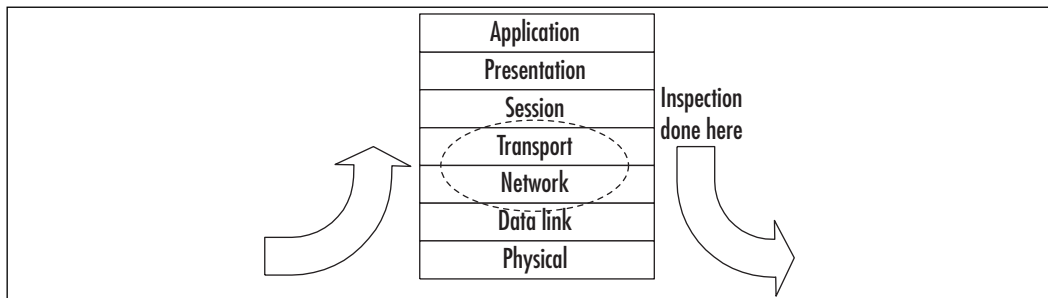 Application
Presentation
Session
Transport
Network
Data link
Physical
Inspection
done here